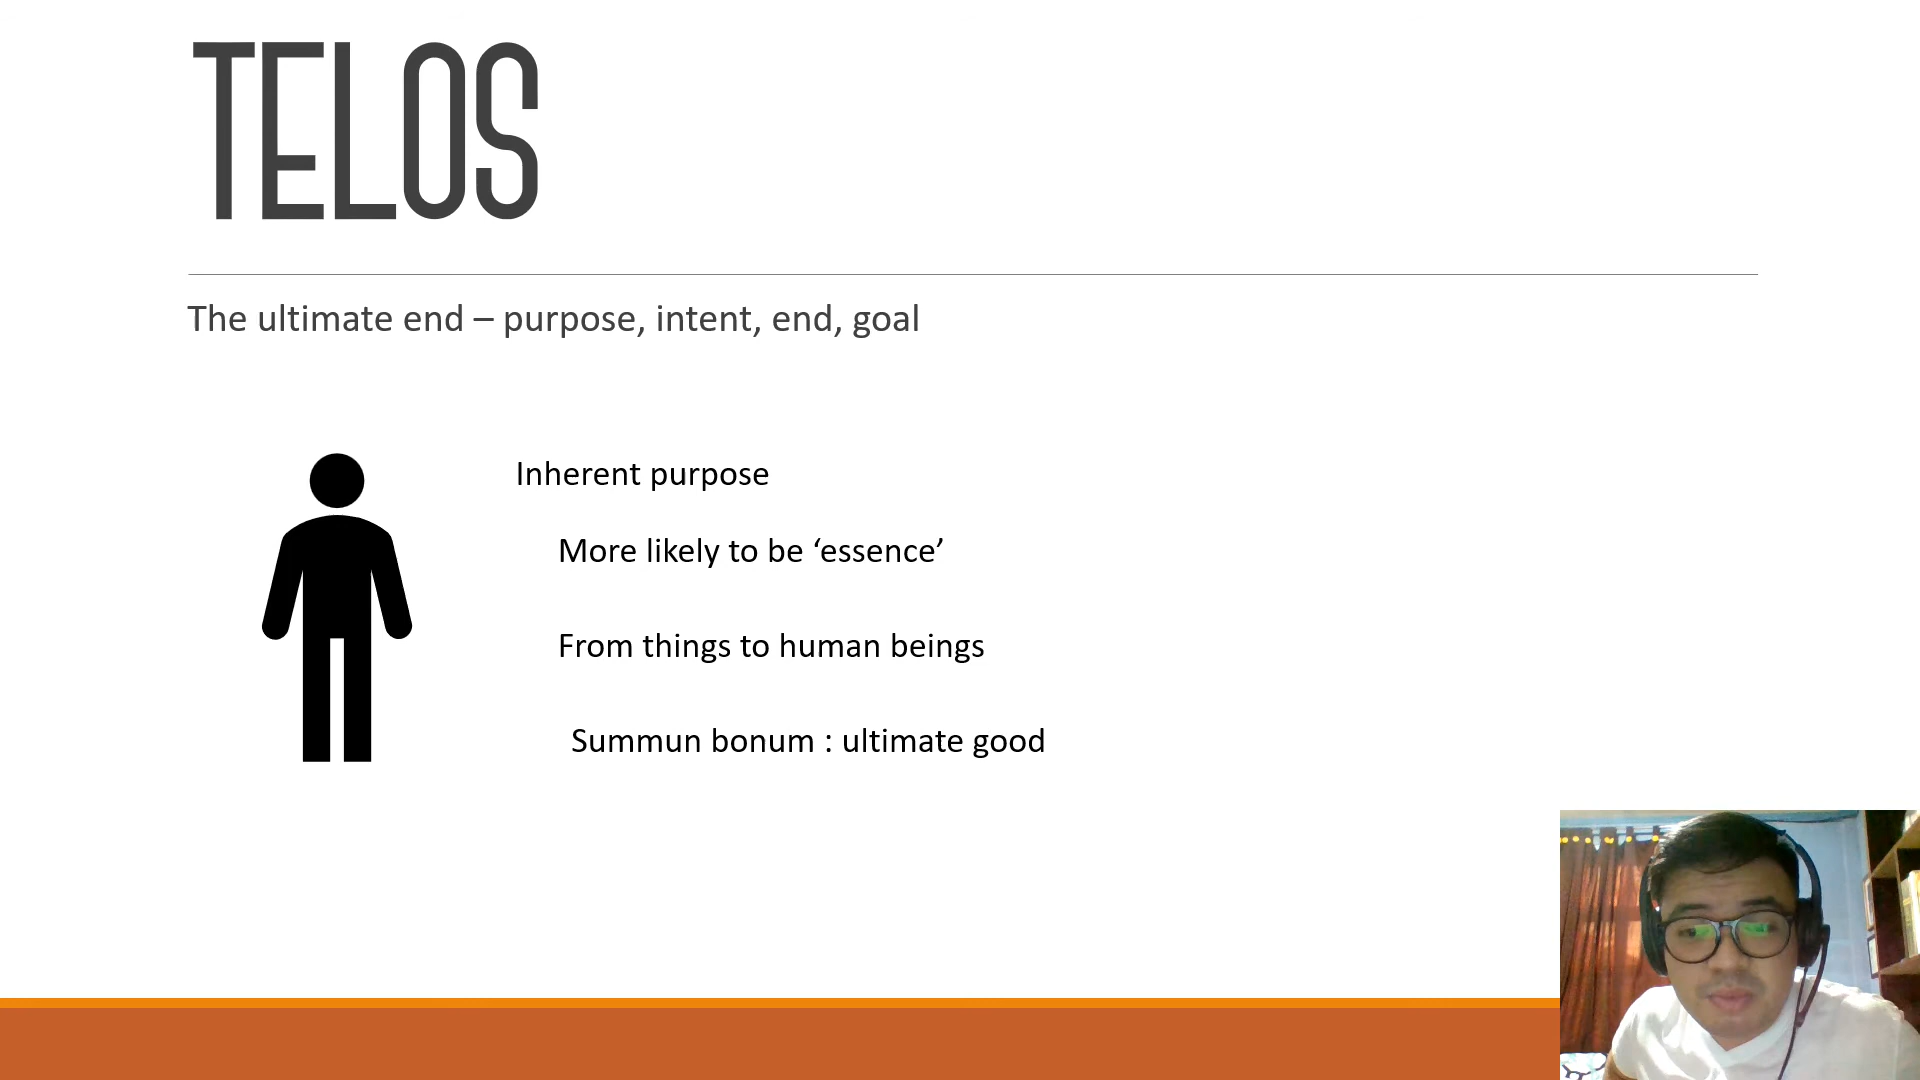 TELOS
The ultimate end – purpose, intent, end, goal
Inherent purpose
More likely to be ‘essence’
From things to human beings
Summun bonum : ultimate good